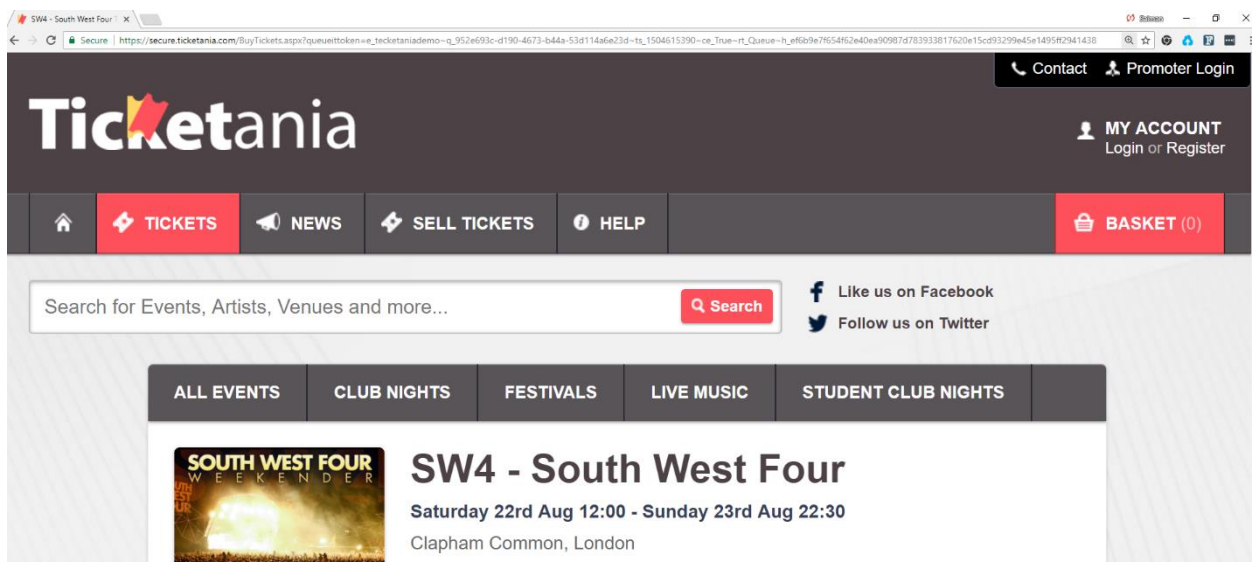 SW4 - South West Four
Secure | https://secure.ticketania.com/BuyTickets.aspx?queueittoken=e_tecketaniademo~q_952e693c-d190-4673-b44a-53d114a6e23d~ts_1504615390~ce_True~rt_Queue~h_ef6b9e7f654f62e40ea90987d783933817620e15cd93299e45e1495ff2941438
Contact Promoter Login
Ticketania
MY ACCOUNT
Login or Register
TICKETS NEWS SELL TICKETS HELP BASKET (0)
Search for Events, Artists, Venues and more... Search
Like us on Facebook
Follow us on Twitter
ALL EVENTS CLUB NIGHTS FESTIVALS LIVE MUSIC STUDENT CLUB NIGHTS
SOUTH WEST FOUR
WEEKENDER
SW4 - South West Four
Saturday 22rd Aug 12:00 - Sunday 23rd Aug 22:30
Clapham Common, London